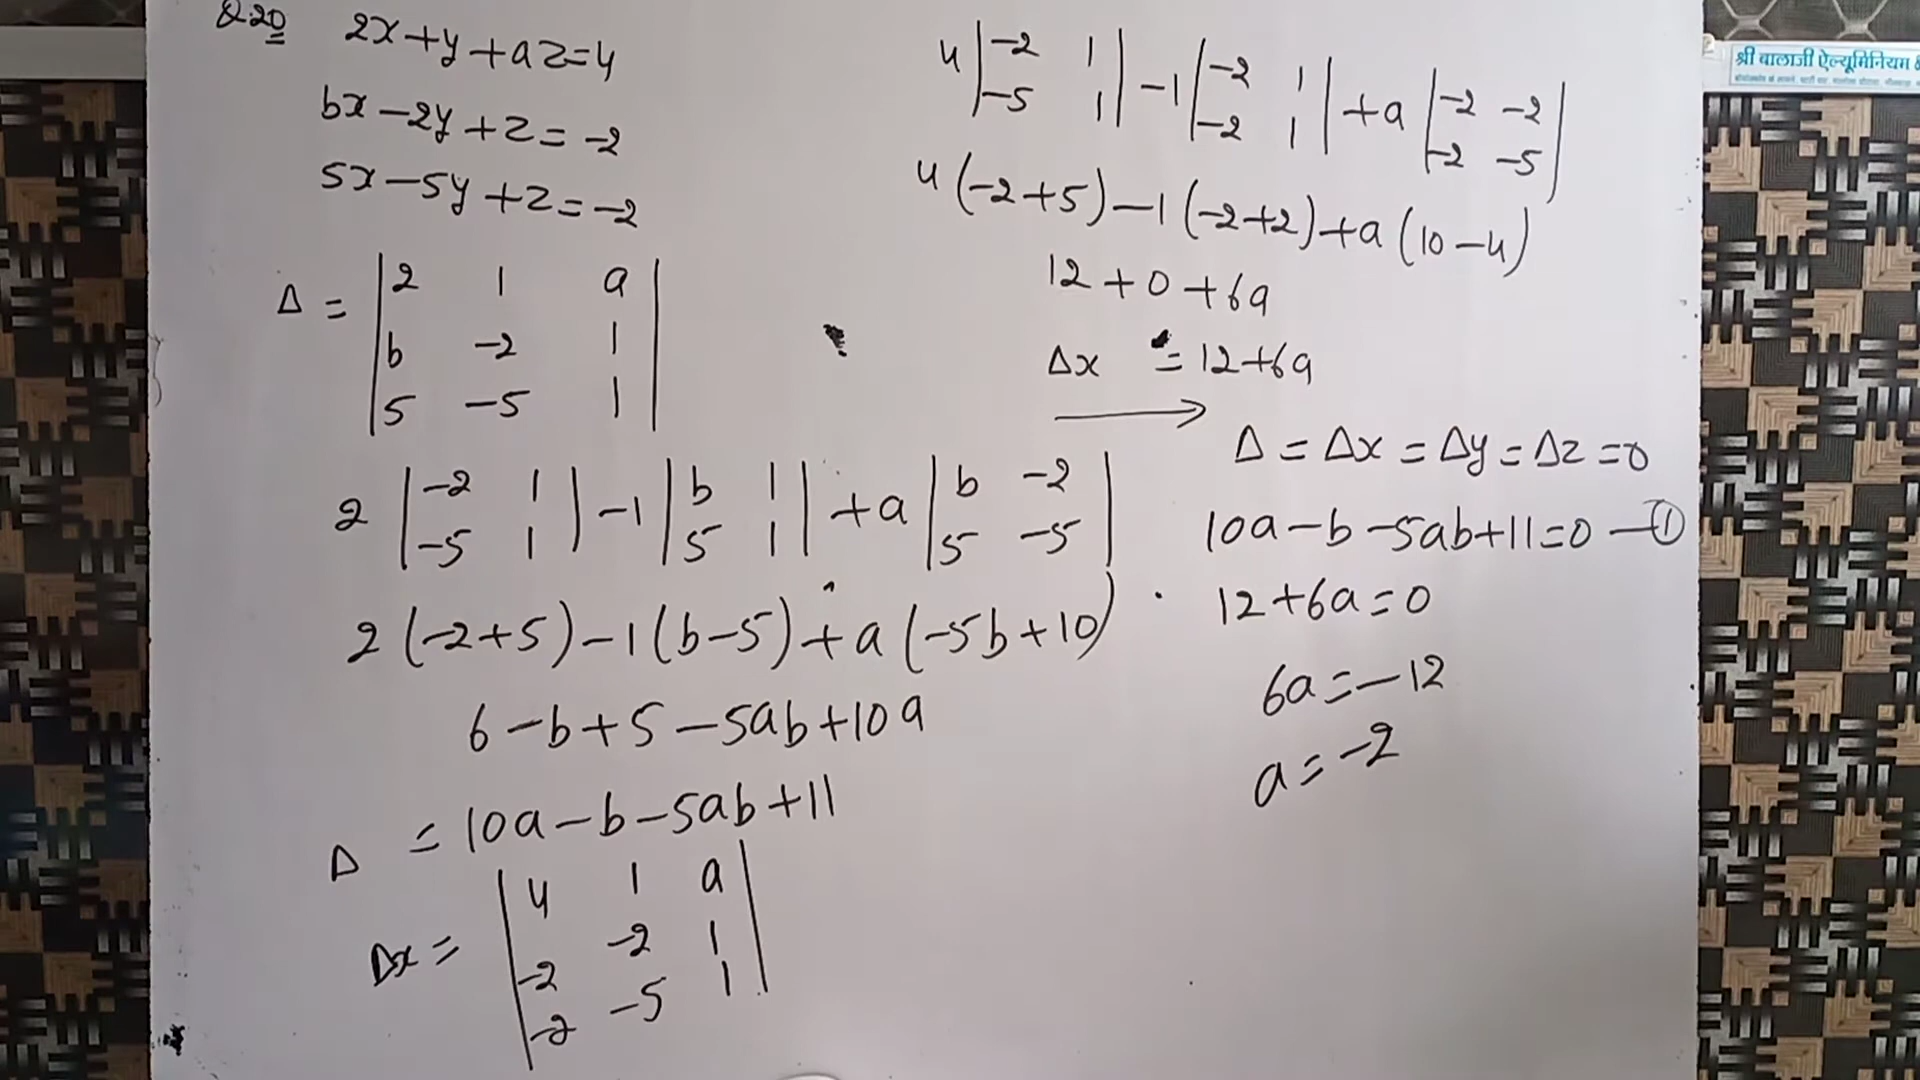 Q.20
2x+y+az=4
bx-2y+z=-2
5x-5y+z=-2
Δ = |2 1 a|
|b -2 1|
|5 -5 1|
2 |-2 1| -1 |b 1| +a |b -2|
|-5 1| |5 1| |5 -5|
2(-2+5)-1(b-5)+a(-5b+10)
6-b+5-5ab+10a
Δ = 10a-b-5ab+11
Δx = |4 1 a|
|-2 -2 1|
|-2 -5 1|
4 |-2 1| -1 |-2 1| +a |-2 -2|
|-5 1| |-2 1| |-2 -5|
4(-2+5)-1(-2+2)+a(10-4)
12+0+6a
Δx = 12+6a
Δ = Δx = Δy = Δz = 0
10a-b-5ab+11=0 —①
12+6a=0
6a=-12
a=-2
श्री बालाजी ऐल्यूमिनियम &